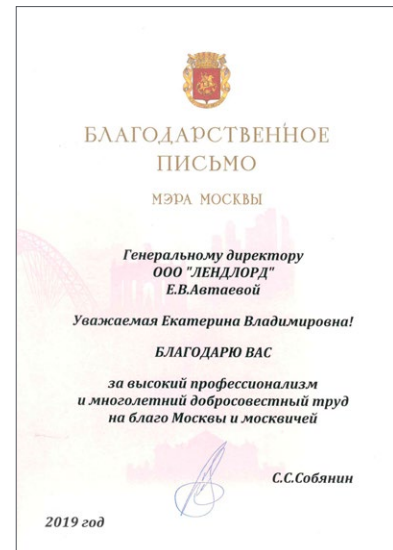 БЛАГОДАРСТВЕННОЕ
ПИСЬМО
МЭРА МОСКВЫ
Генеральному директору
ООО "ЛЕНДЛОРД"
Е.В.Автаевой
Уважаемая Екатерина Владимировна!
БЛАГОДАРЮ ВАС
за высокий профессионализм
и многолетний добросовестный труд
на благо Москвы и москвичей
С.С.Собянин
2019 год